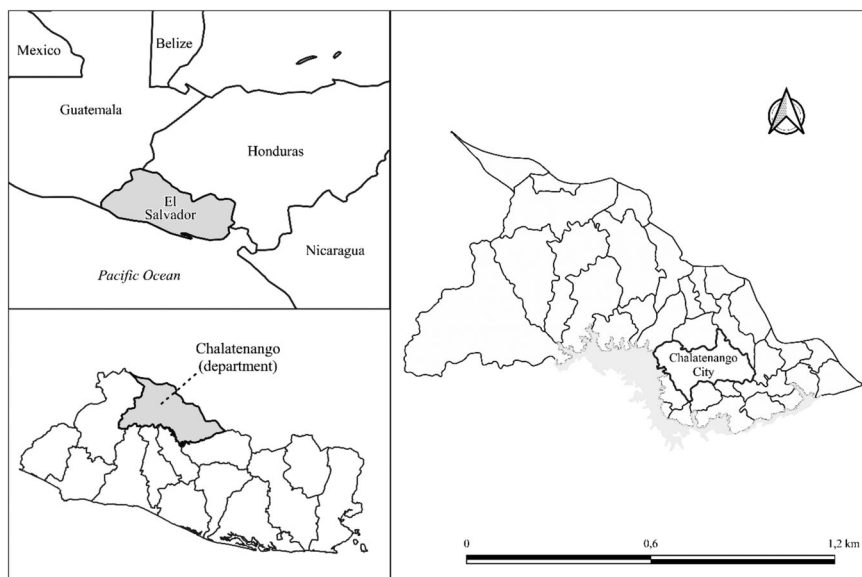 Mexico
Belize
Guatemala
Honduras
El
Salvador
Nicaragua
Pacific Ocean
Chalatenango
(department)
Chalatenango
City
0
0,6
1,2 km